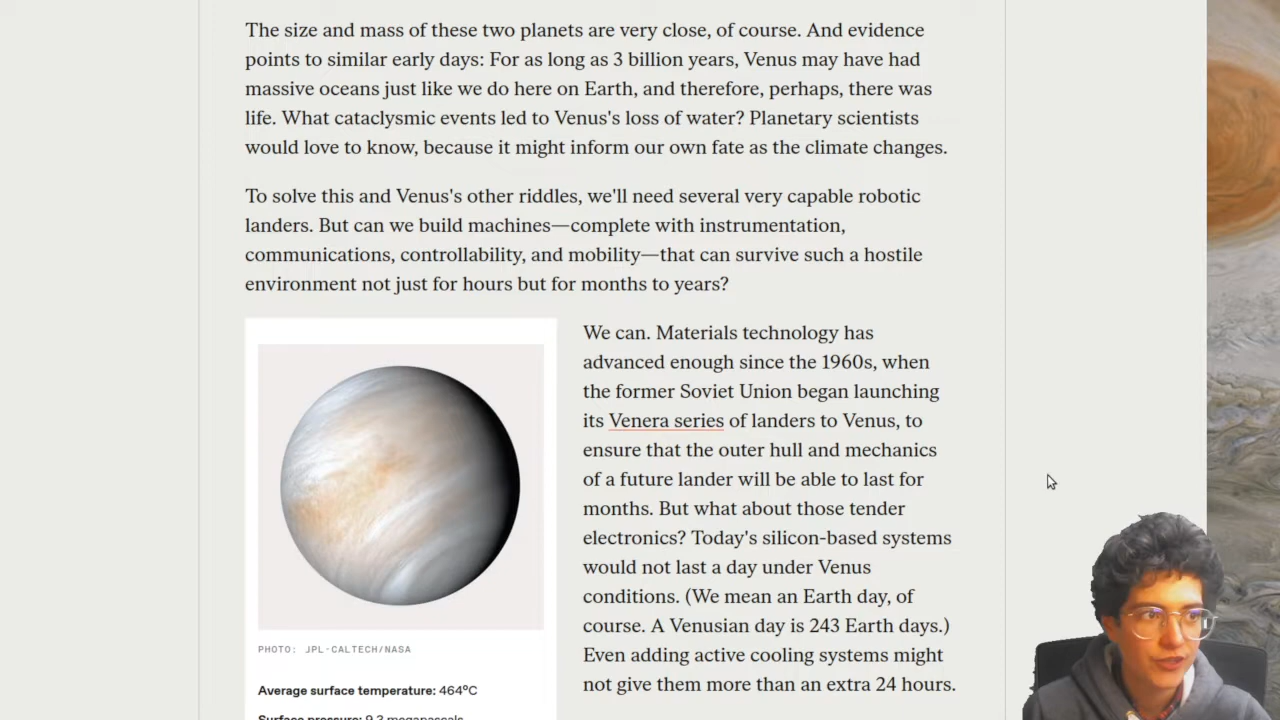 The size and mass of these two planets are very close, of course. And evidence
points to similar early days: For as long as 3 billion years, Venus may have had
massive oceans just like we do here on Earth, and therefore, perhaps, there was
life. What cataclysmic events led to Venus's loss of water? Planetary scientists
would love to know, because it might inform our own fate as the climate changes.
To solve this and Venus's other riddles, we'll need several very capable robotic
landers. But can we build machines—complete with instrumentation,
communications, controllability, and mobility—that can survive such a hostile
environment not just for hours but for months to years?
We can. Materials technology has
advanced enough since the 1960s, when
the former Soviet Union began launching
its Venera series of landers to Venus, to
ensure that the outer hull and mechanics
of a future lander will be able to last for
months. But what about those tender
electronics? Today's silicon-based systems
would not last a day under Venus
conditions. (We mean an Earth day, of
course. A Venusian day is 243 Earth days.)
Even adding active cooling systems might
not give them more than an extra 24 hours.
PHOTO: JPL-CALTECH/NASA
Average surface temperature: 464°C
Surface pressure: 9.3 megapascals